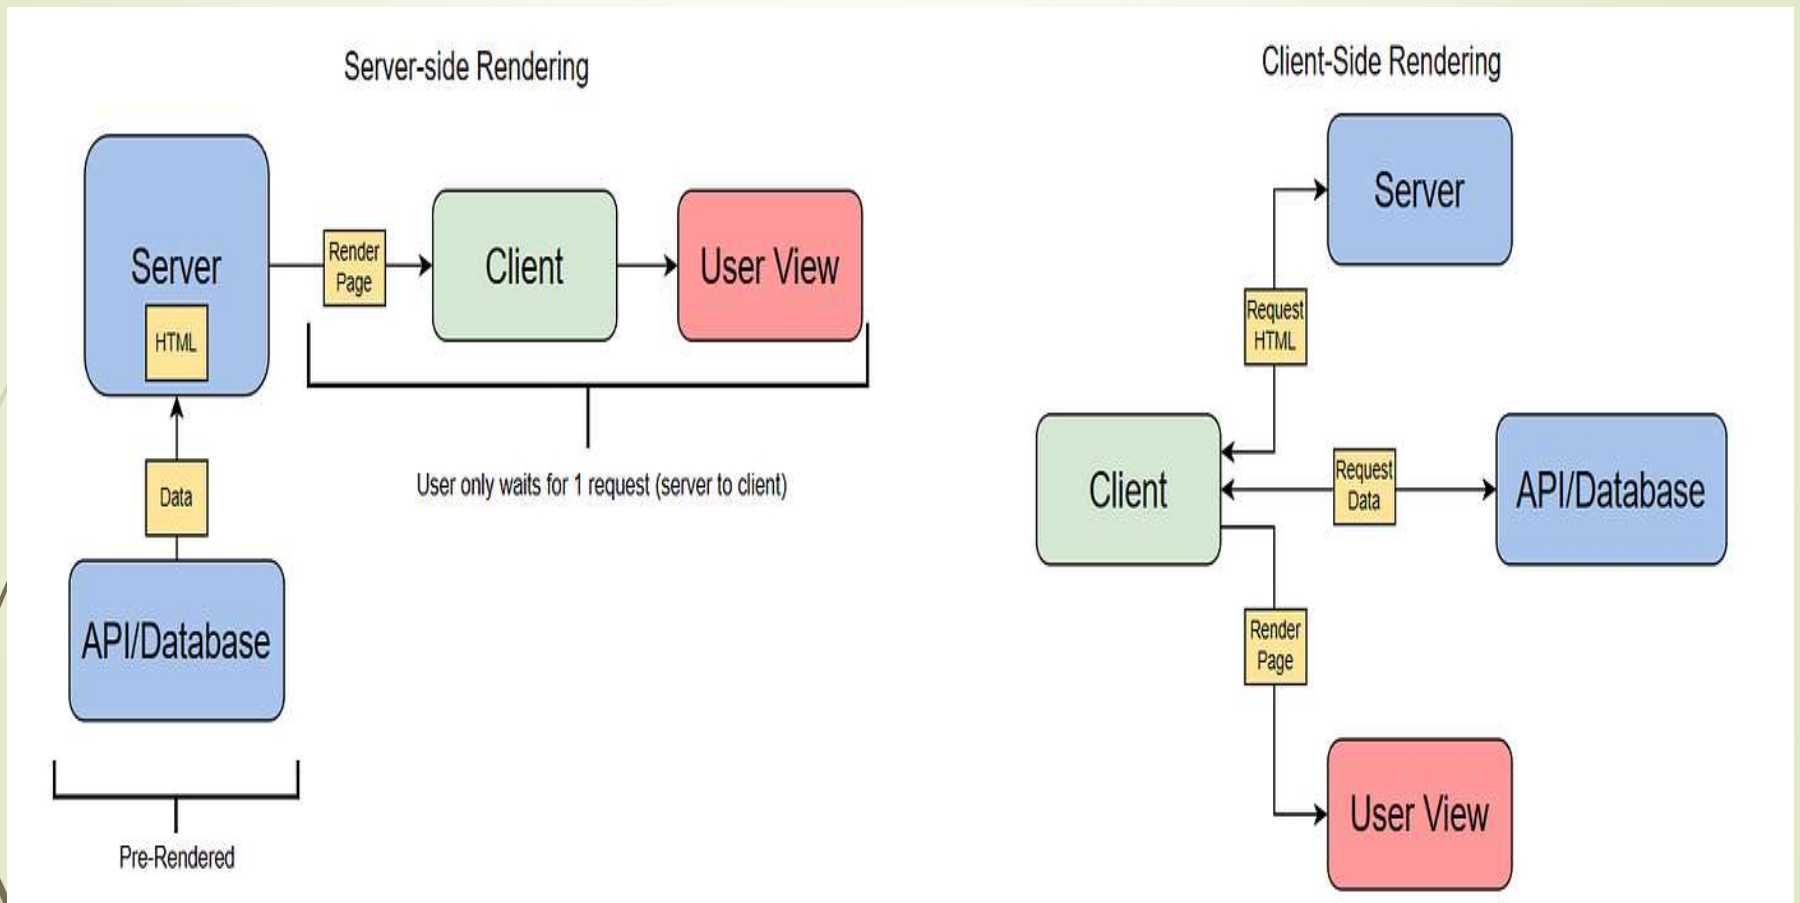 Server-side Rendering
Server
HTML
Data
API/Database
Pre-Rendered
Render
Page
Client
User View
User only waits for 1 request (server to client)
Client-Side Rendering
Server
Request
HTML
Client
Request
Data
API/Database
Render
Page
User View